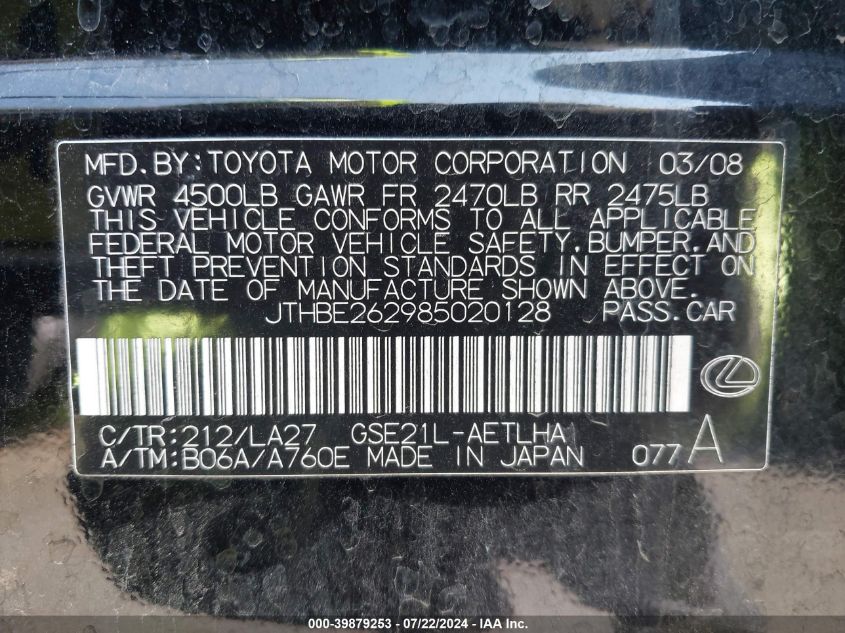 MFD.BY:TOYOTA MOTOR CORPORATION 03/08
GVWR 4500LB GAWR FR 2470LB RR 2475LB
THIS VEHICLE CONFORMS TO ALL APPLICABLE
FEDERAL MOTOR VEHICLE SAFETY,BUMPER,AND
THEFT PREVENTION STANDARDS IN EFFECT ON
THE DATE OF MANUFACTURE SHOWN ABOVE.
JTHBE262985020128 PASS.CAR
C/TR:212/LA27 GSE21L-AETLHA
A/TM:B06A/A760E MADE IN JAPAN 077A
000-39879253 - 07/22/2024 - IAA Inc.